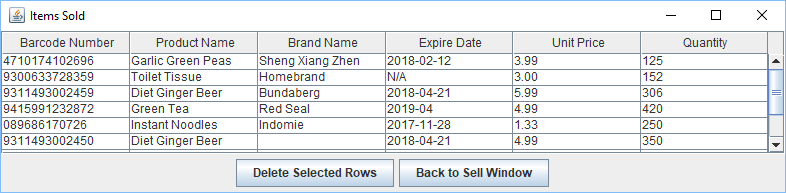 Items Sold
Barcode Number Product Name Brand Name Expire Date Unit Price Quantity
4710174102696 Garlic Green Peas Sheng Xiang Zhen 2018-02-12 3.99 125
9300633728359 Toilet Tissue Homebrand N/A 3.00 152
9311493002459 Diet Ginger Beer Bundaberg 2018-04-21 5.99 306
9415991232872 Green Tea Red Seal 2019-04 4.99 420
089686170726 Instant Noodles Indomie 2017-11-28 1.33 250
9311493002450 Diet Ginger Beer 2018-04-21 4.99 350
Delete Selected Rows Back to Sell Window